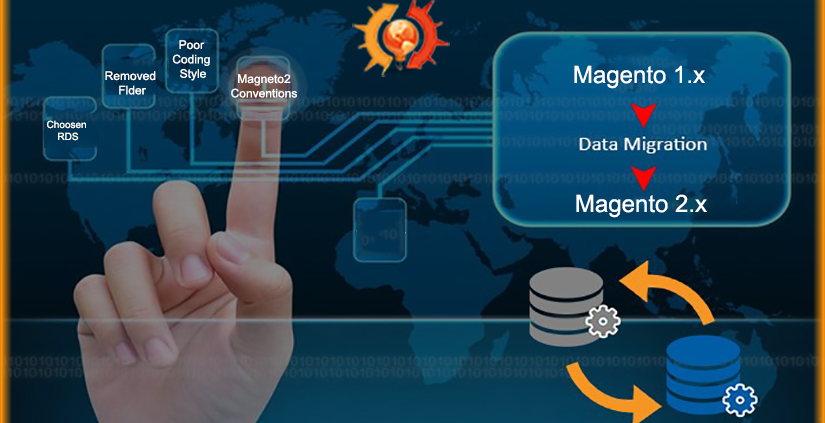 Poor
Coding
Style
Removed
Flder
Magneto2
Conventions
Choosen
RDS
Magento 1.x
Data Migration
Magento 2.x